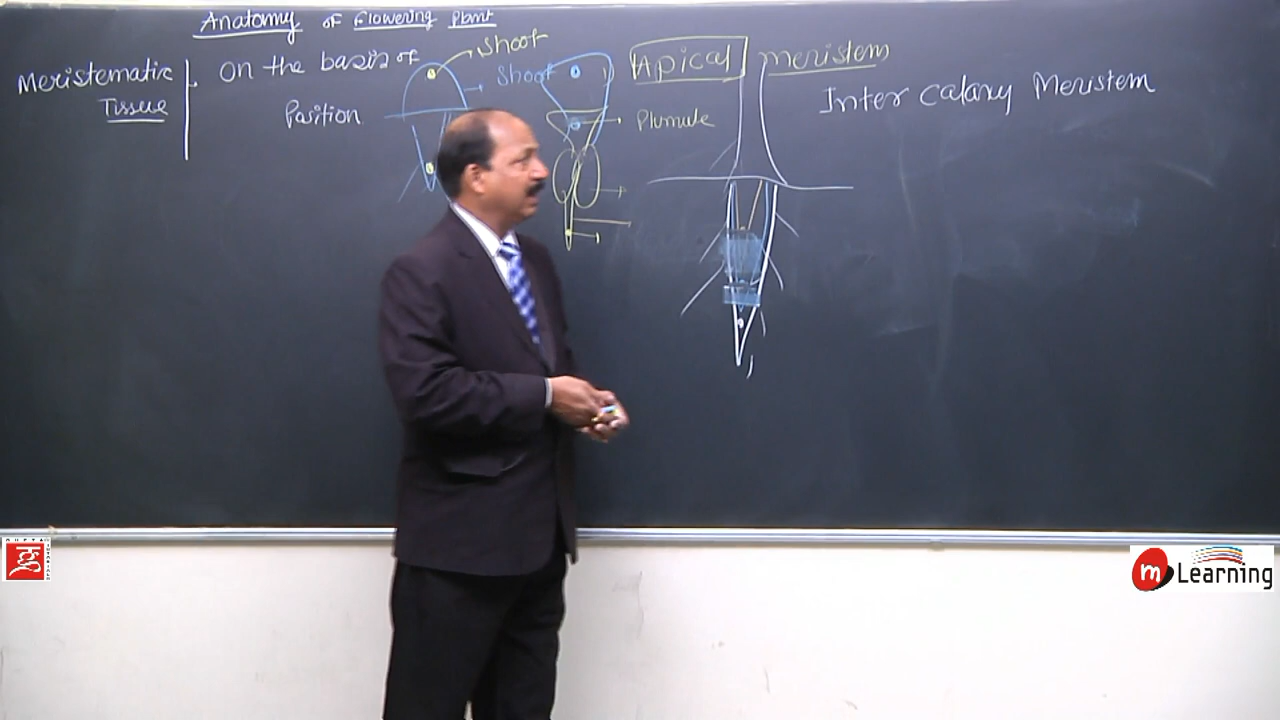 Anatomy of Flowering Plant
Meristematic
Tissue
On the basis of
Position
Shoot
Shoot
Plumule
Apical meristem
Inter calary Meristem
m Learning